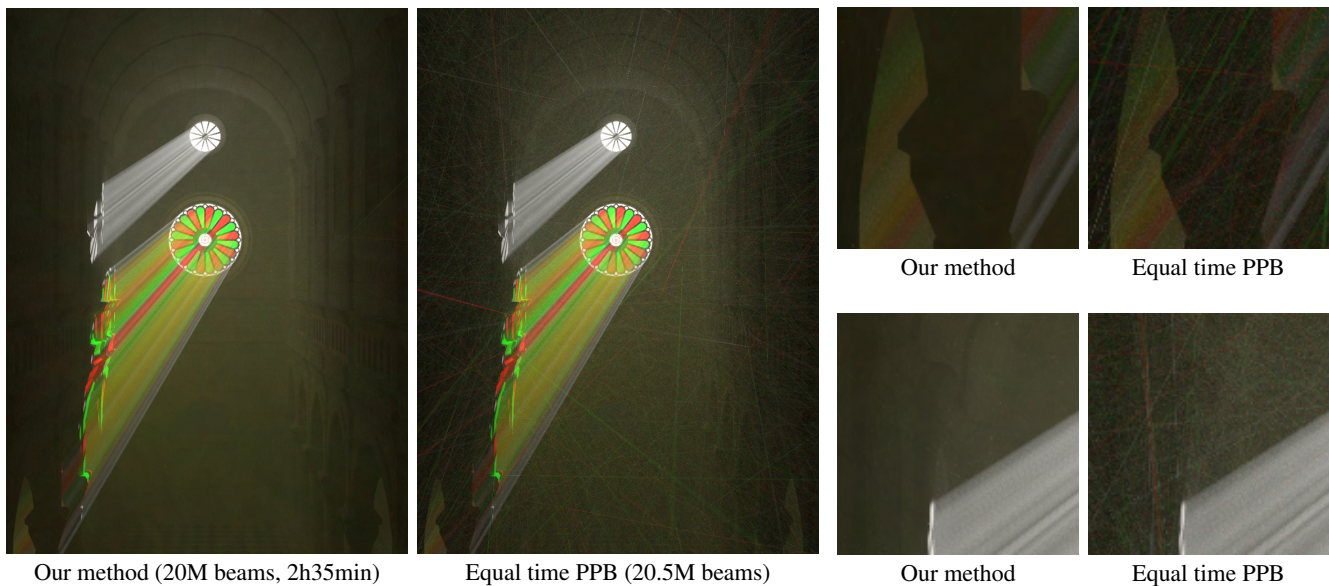 Our method
Equal time PPB
Our method (20M beams, 2h35min)
Equal time PPB (20.5M beams)
Our method
Equal time PPB